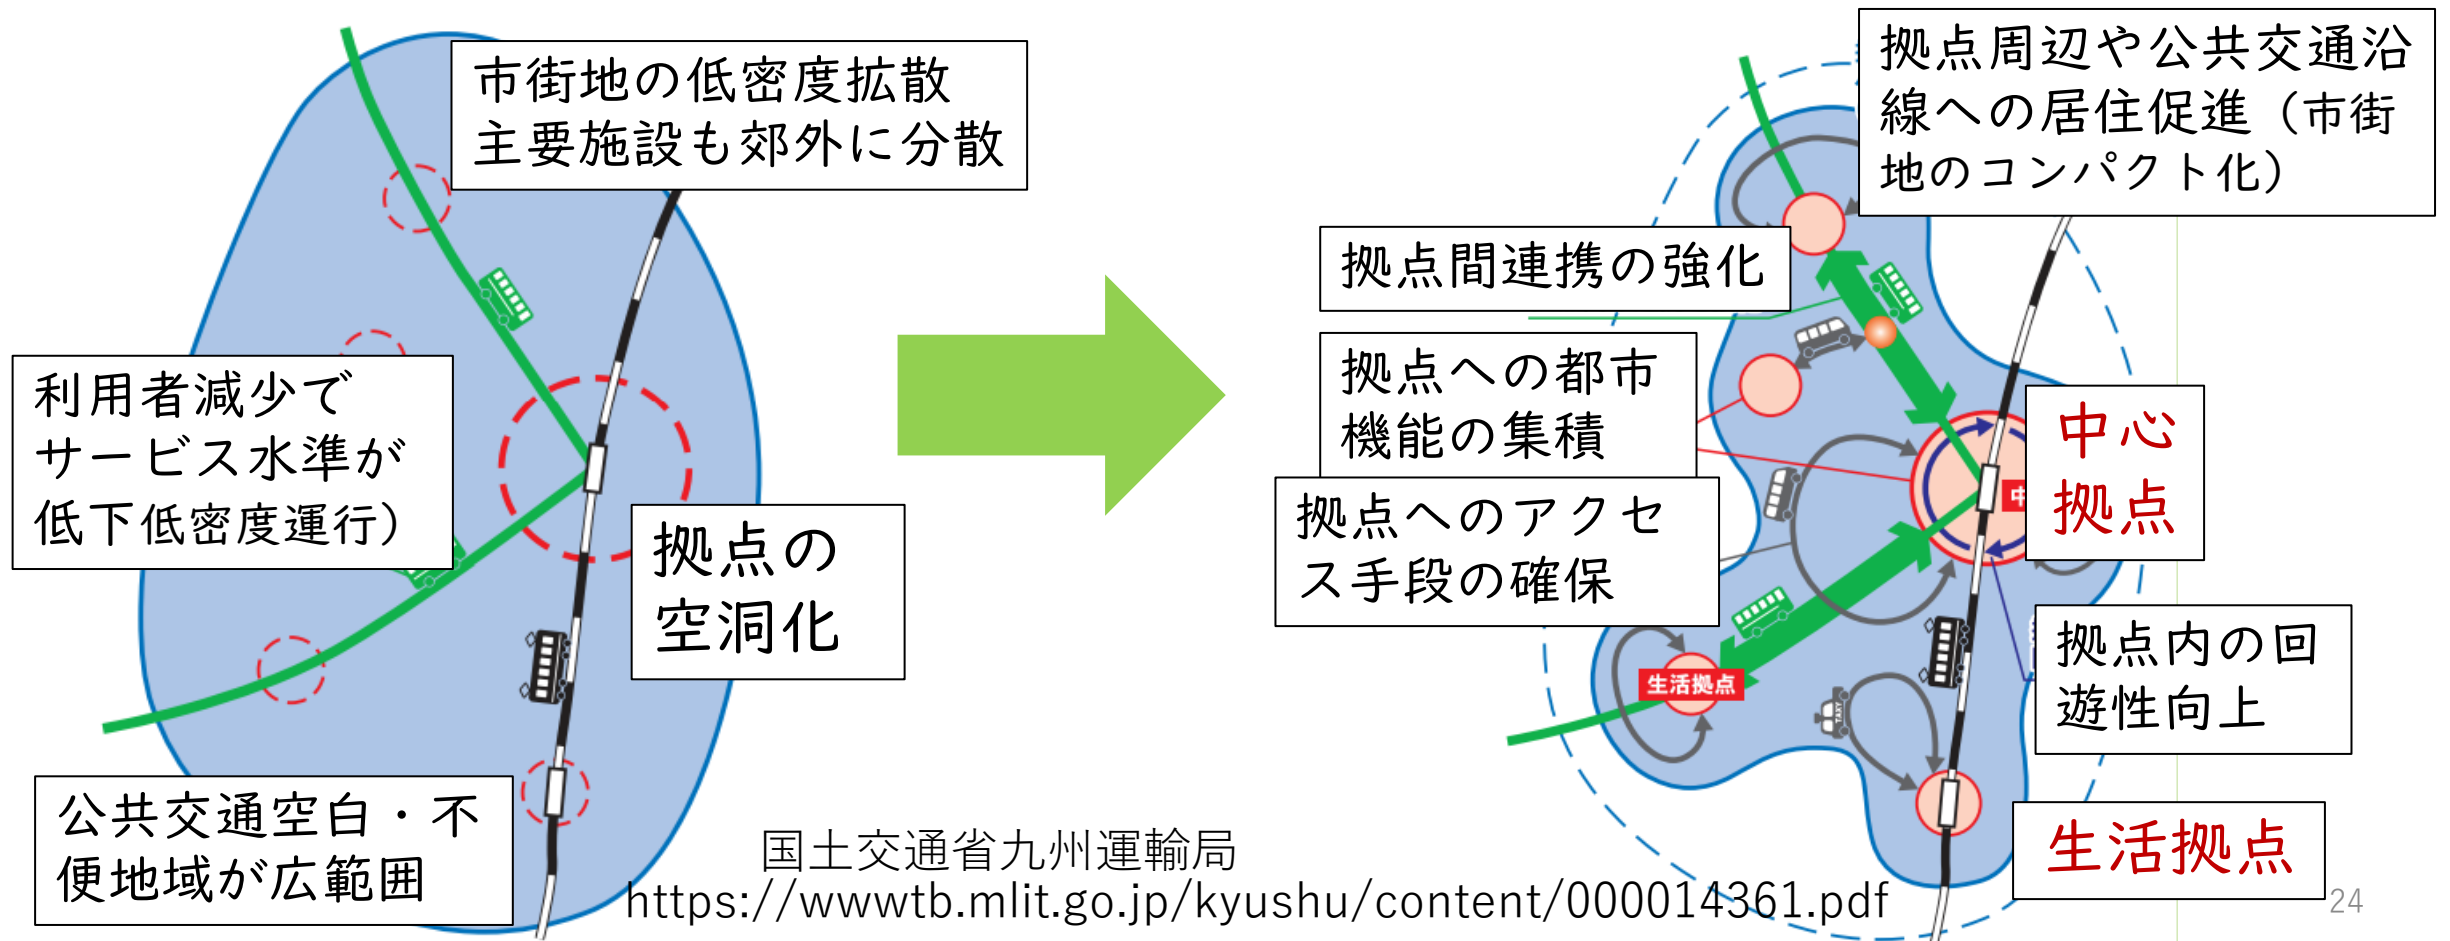 市街地の低密度拡散
主要施設も郊外に分散
利用者減少で
サービス水準が
低下低密度運行）
拠点の
空洞化
公共交通空白・不
便地域が広範囲
拠点周辺や公共交通沿
線への居住促進（市街
地のコンパクト化）
拠点間連携の強化
拠点への都市
機能の集積
拠点へのアクセ
ス手段の確保
中心
拠点
中
生活拠点
TAXI
拠点内の回
遊性向上
生活拠点
国土交通省九州運輸局
https://wwwtb.mlit.go.jp/kyushu/content/000014361.pdf
24